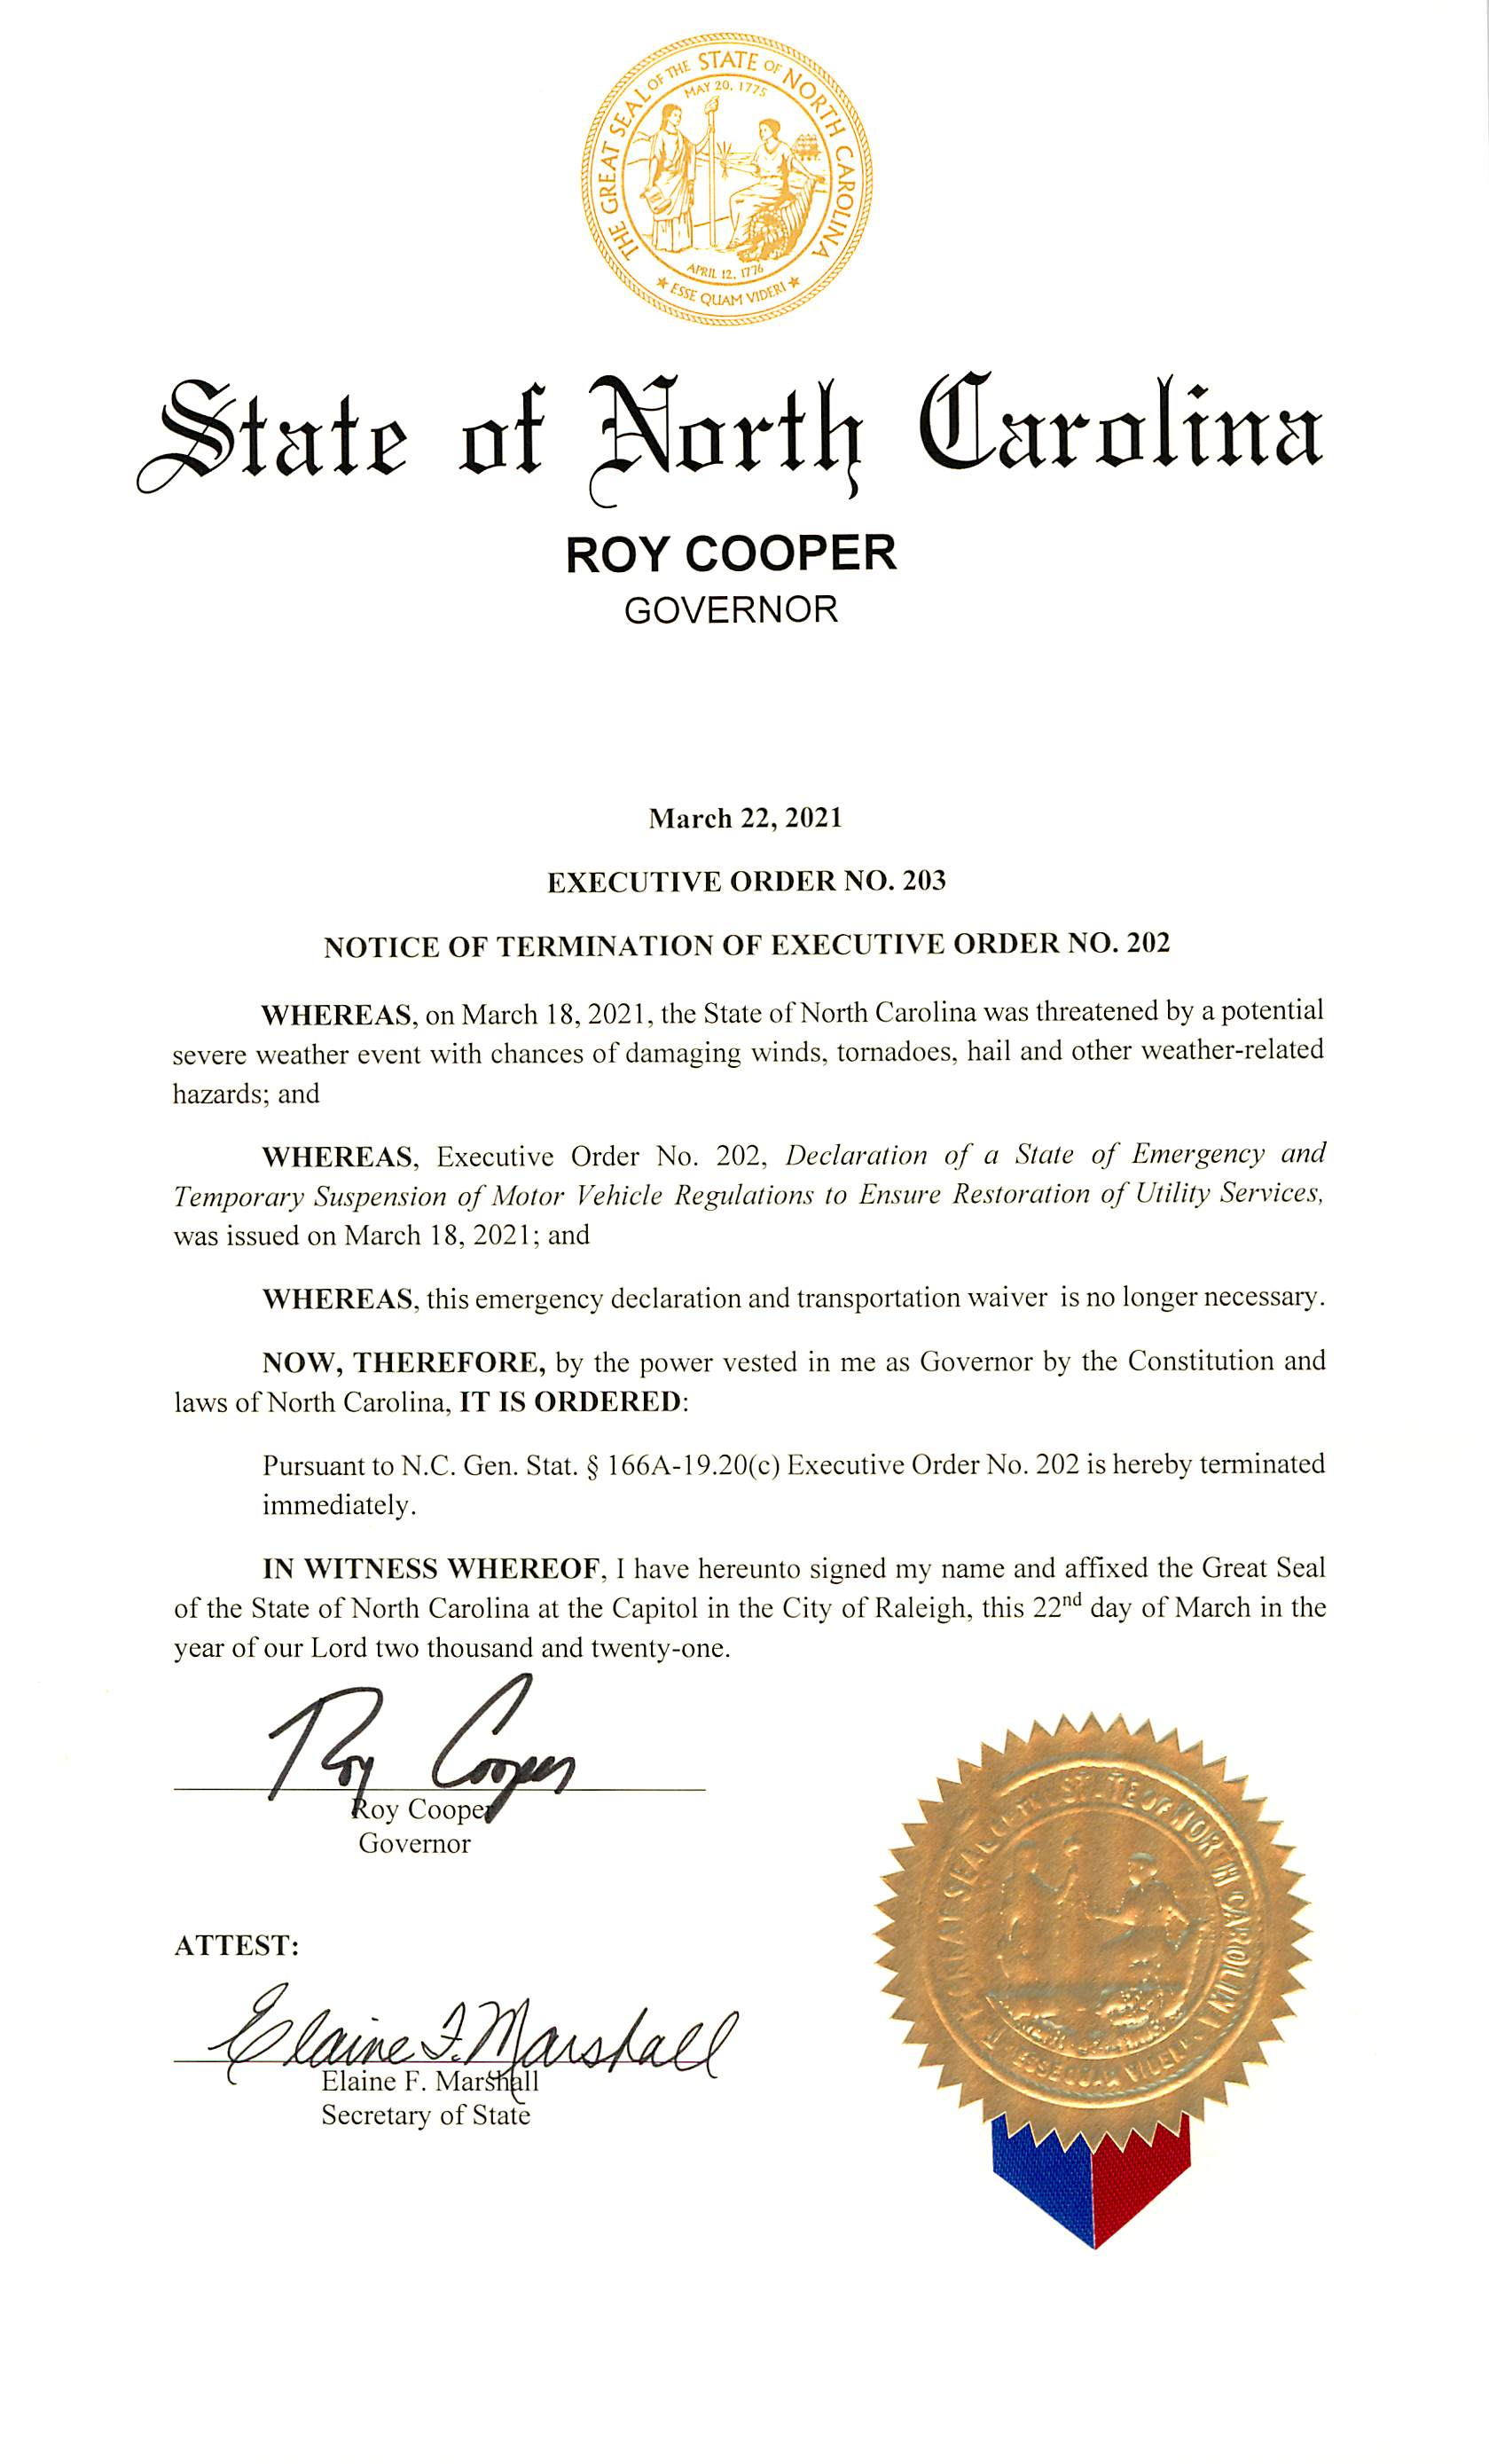 THE GREAT SEAL OF THE STATE OF NORTH CAROLINA
MAY 20, 1775
APRIL 12, 1776
★ ESSE QUAM VIDERI ★
State of North Carolina
ROY COOPER
GOVERNOR
March 22, 2021
EXECUTIVE ORDER NO. 203
NOTICE OF TERMINATION OF EXECUTIVE ORDER NO. 202
WHEREAS, on March 18, 2021, the State of North Carolina was threatened by a potential
severe weather event with chances of damaging winds, tornadoes, hail and other weather-related
hazards; and
WHEREAS, Executive Order No. 202, Declaration of a State of Emergency and
Temporary Suspension of Motor Vehicle Regulations to Ensure Restoration of Utility Services,
was issued on March 18, 2021; and
WHEREAS, this emergency declaration and transportation waiver is no longer necessary.
NOW, THEREFORE, by the power vested in me as Governor by the Constitution and
laws of North Carolina, IT IS ORDERED:
Pursuant to N.C. Gen. Stat. § 166A-19.20(c) Executive Order No. 202 is hereby terminated
immediately.
IN WITNESS WHEREOF, I have hereunto signed my name and affixed the Great Seal
of the State of North Carolina at the Capitol in the City of Raleigh, this 22nd day of March in the
year of our Lord two thousand and twenty-one.
Roy Cooper
Roy Cooper
Governor
ATTEST:
Elaine F. Marshall
Elaine F. Marshall
Secretary of State
GREAT SEAL STATE OF NORTH CAROLINA
ESSE QUAM